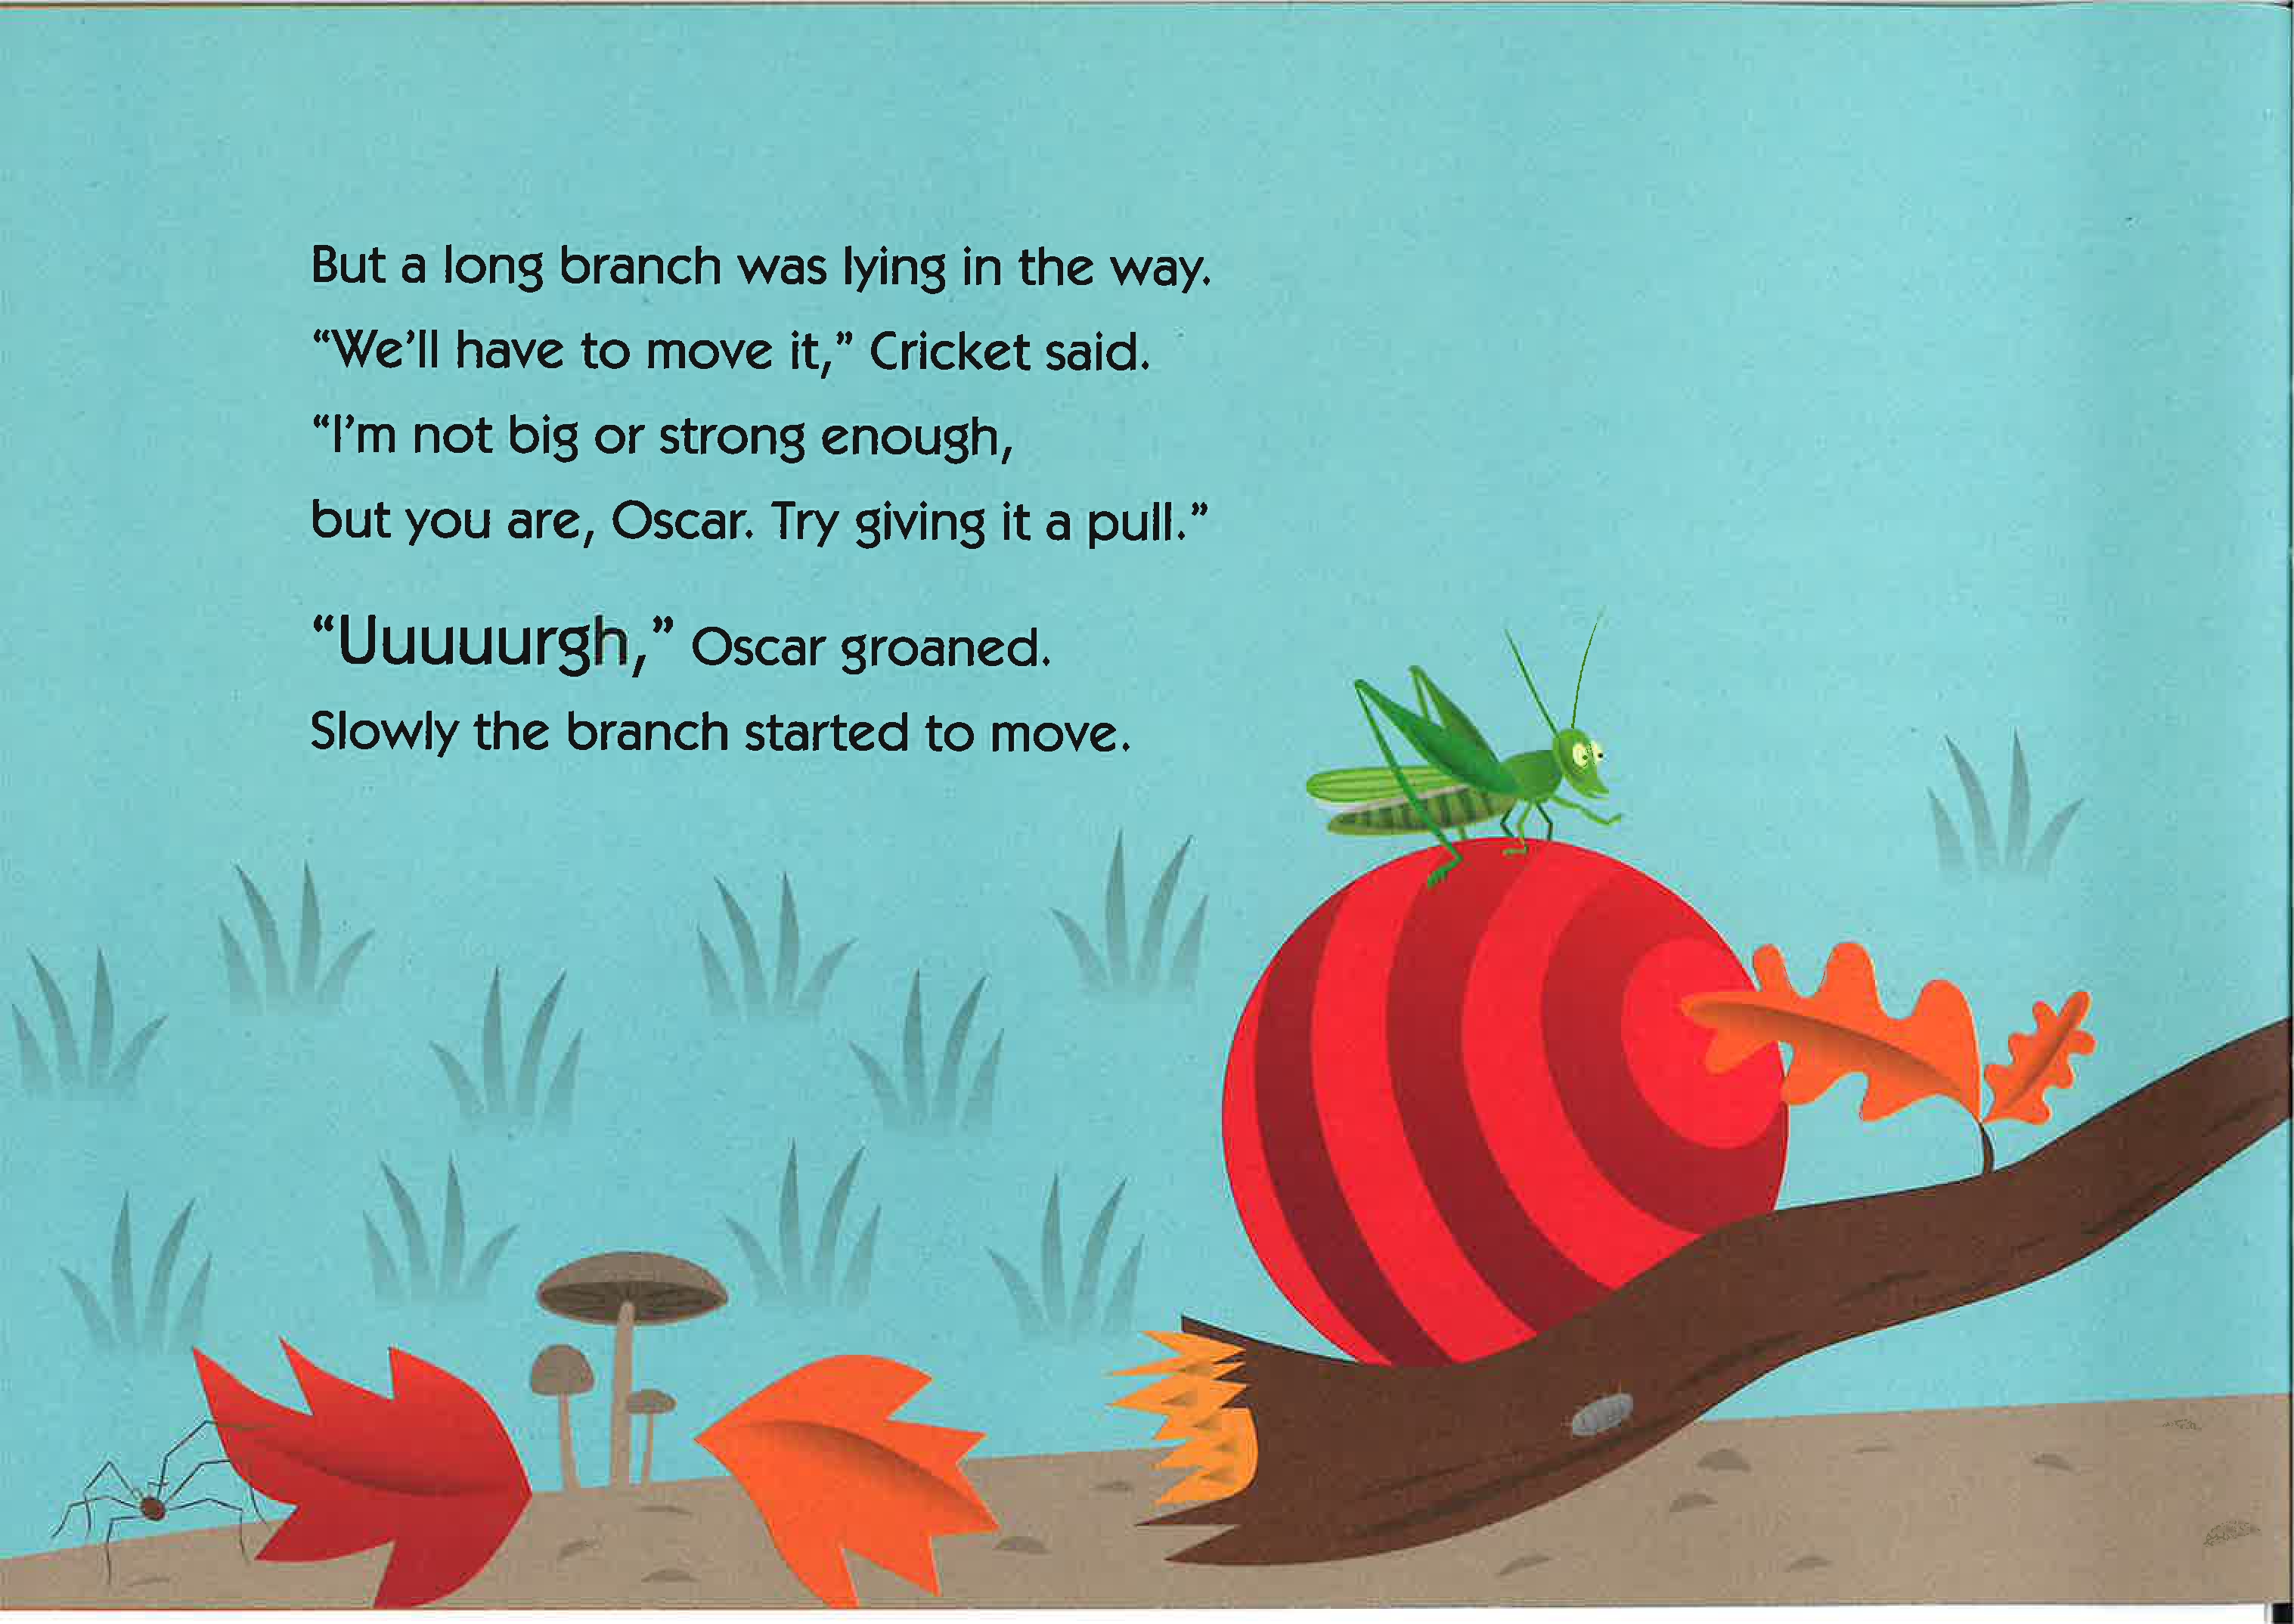 But a long branch was lying in the way.
“We’ll have to move it,” Cricket said.
“I’m not big or strong enough,
but you are, Oscar. Try giving it a pull.”
“Uuuuuurgh,” Oscar groaned.
Slowly the branch started to move.